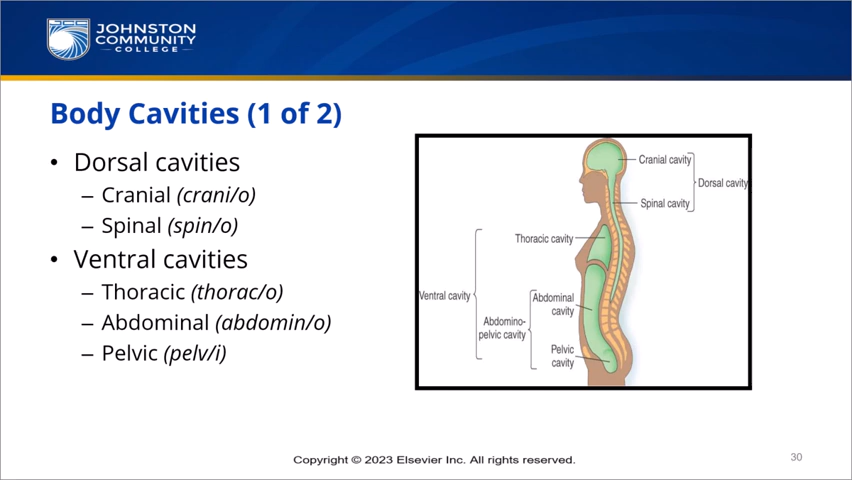 JOHNSTON
COMMUNITY
COLLEGE
Body Cavities (1 of 2)
• Dorsal cavities
– Cranial (crani/o)
– Spinal (spin/o)
• Ventral cavities
– Thoracic (thorac/o)
– Abdominal (abdomin/o)
– Pelvic (pelv/i)
Cranial cavity
Dorsal cavity
Spinal cavity
Thoracic cavity
Ventral cavity
Abdominal
cavity
Abdomino-
pelvic cavity
Pelvic
cavity
Copyright © 2023 Elsevier Inc. All rights reserved.
30